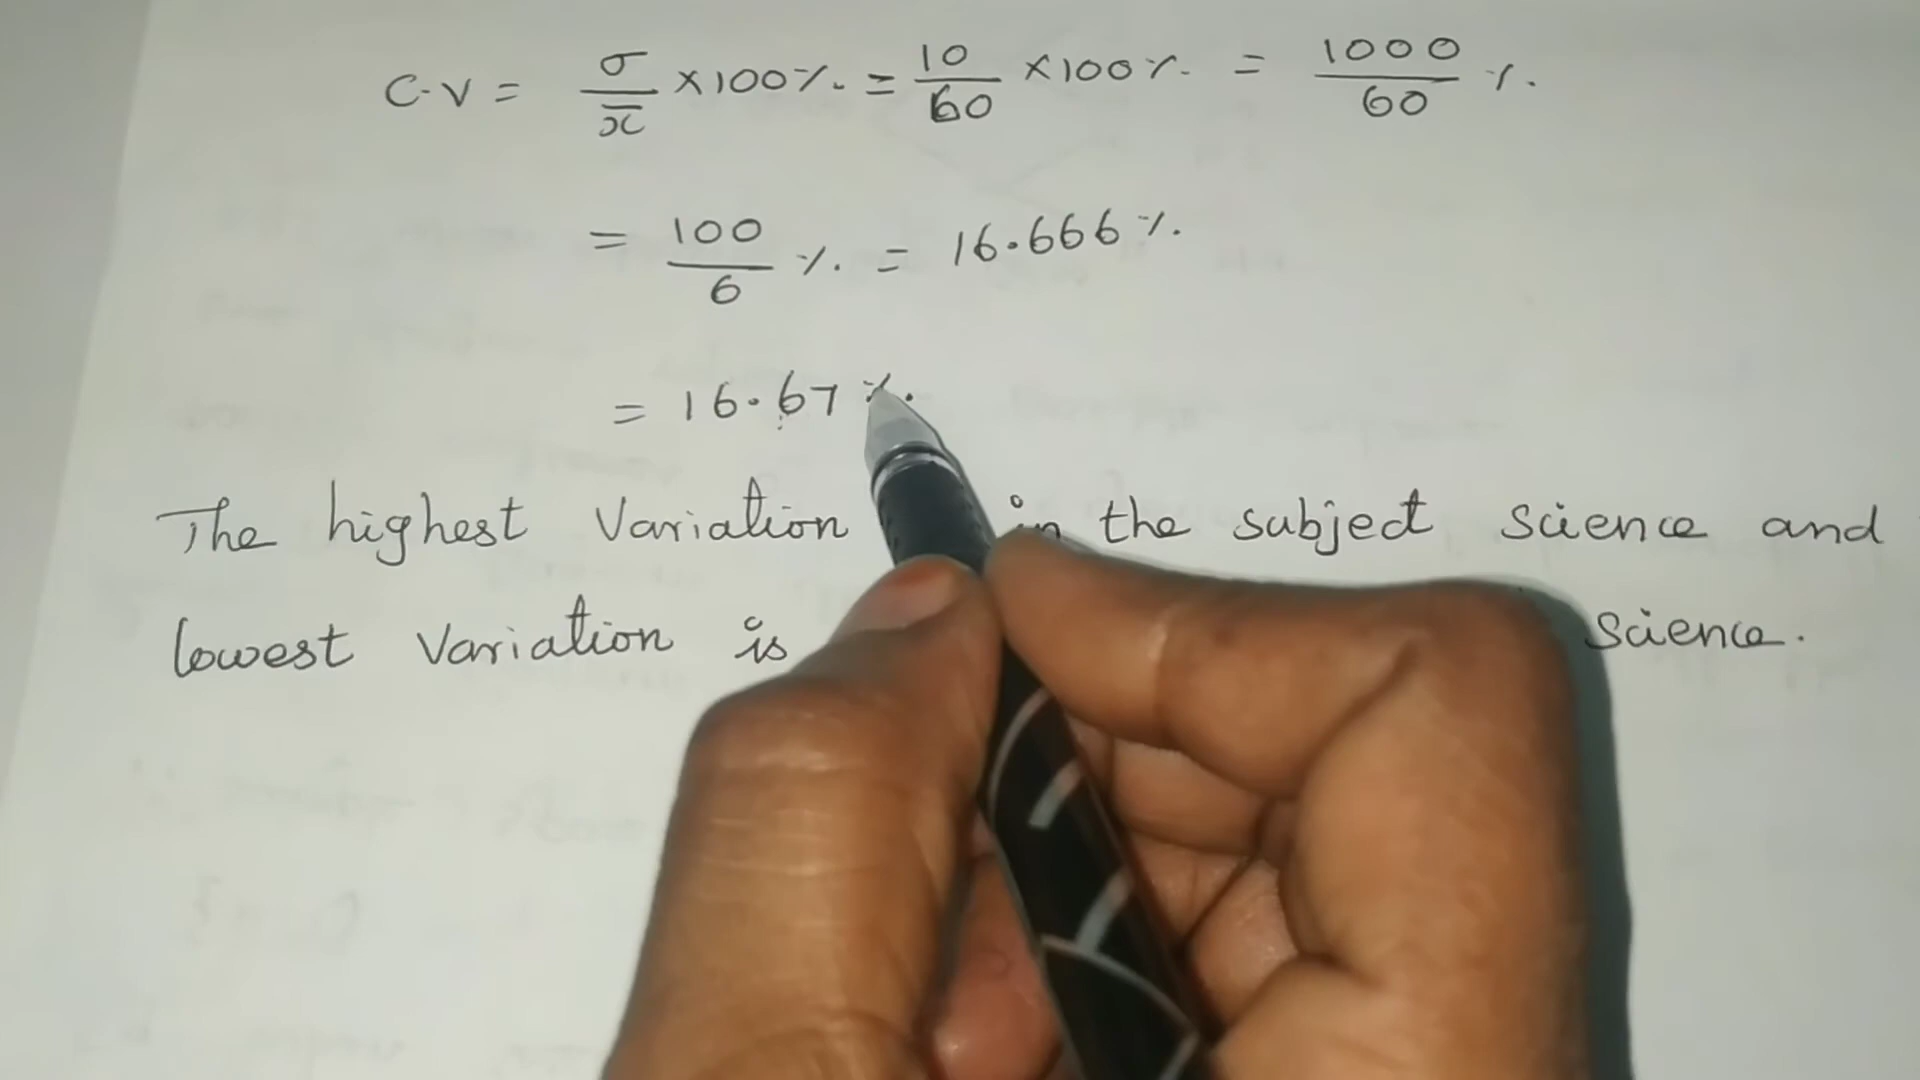 C.V = σ/x̄ ×100% = 10/60 ×100% = 1000/60 %.
= 100/6 % = 16.666%.
= 16.67%.
The highest Variation in the subject science and
lowest Variation is science.